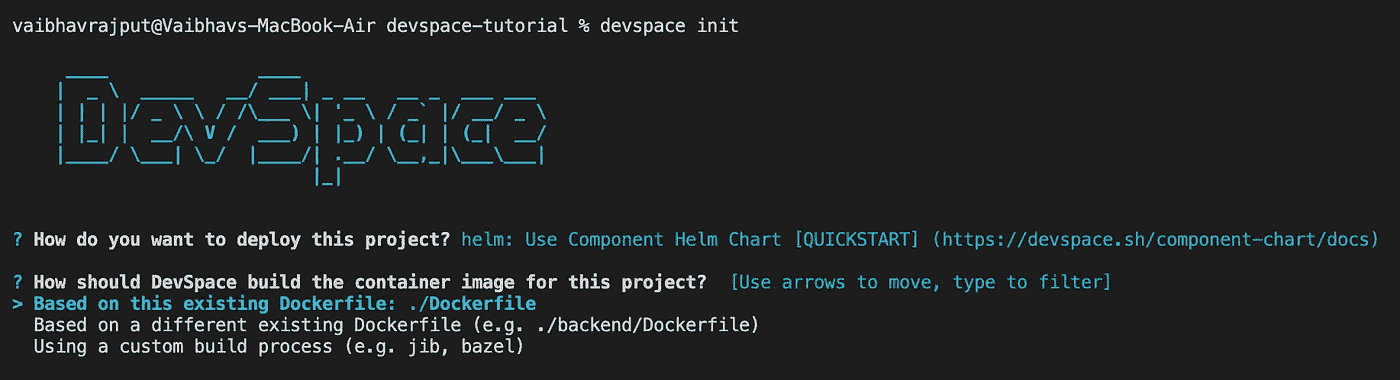 vaibhavrajput@Vaibhavs-MacBook-Air devspace-tutorial % devspace init
DevSpace
? How do you want to deploy this project? helm: Use Component Helm Chart [QUICKSTART] (https://devspace.sh/component-chart/docs)
? How should DevSpace build the container image for this project?  [Use arrows to move, type to filter]
> Based on this existing Dockerfile: ./Dockerfile
Based on a different existing Dockerfile (e.g. ./backend/Dockerfile)
Using a custom build process (e.g. jib, bazel)